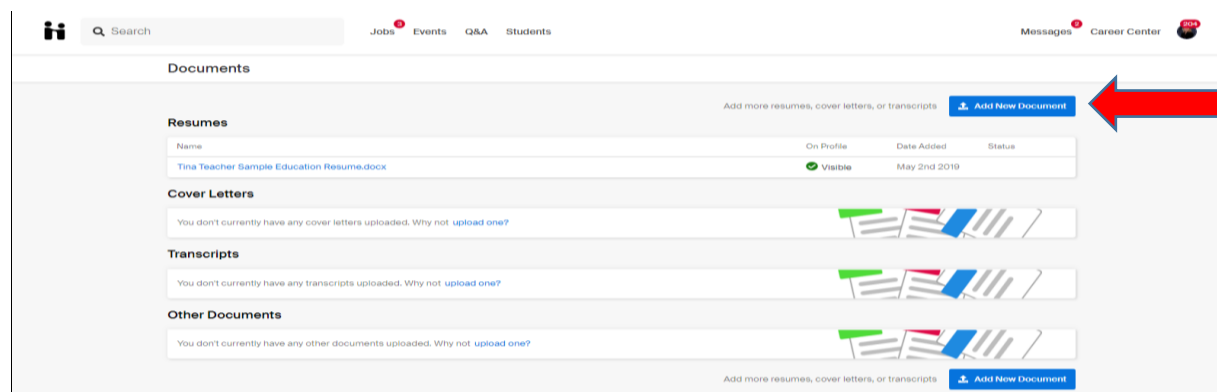 Search Jobs 3 Events Q&A Students Messages 2 Career Center 204
Documents
Add more resumes, cover letters, or transcripts Add New Document
Resumes
Name On Profile Date Added Status
Tina Teacher Sample Education Resume.docx Visible May 2nd 2019
Cover Letters
You don't currently have any cover letters uploaded. Why not upload one?
Transcripts
You don't currently have any transcripts uploaded. Why not upload one?
Other Documents
You don't currently have any other documents uploaded. Why not upload one?
Add more resumes, cover letters, or transcripts Add New Document